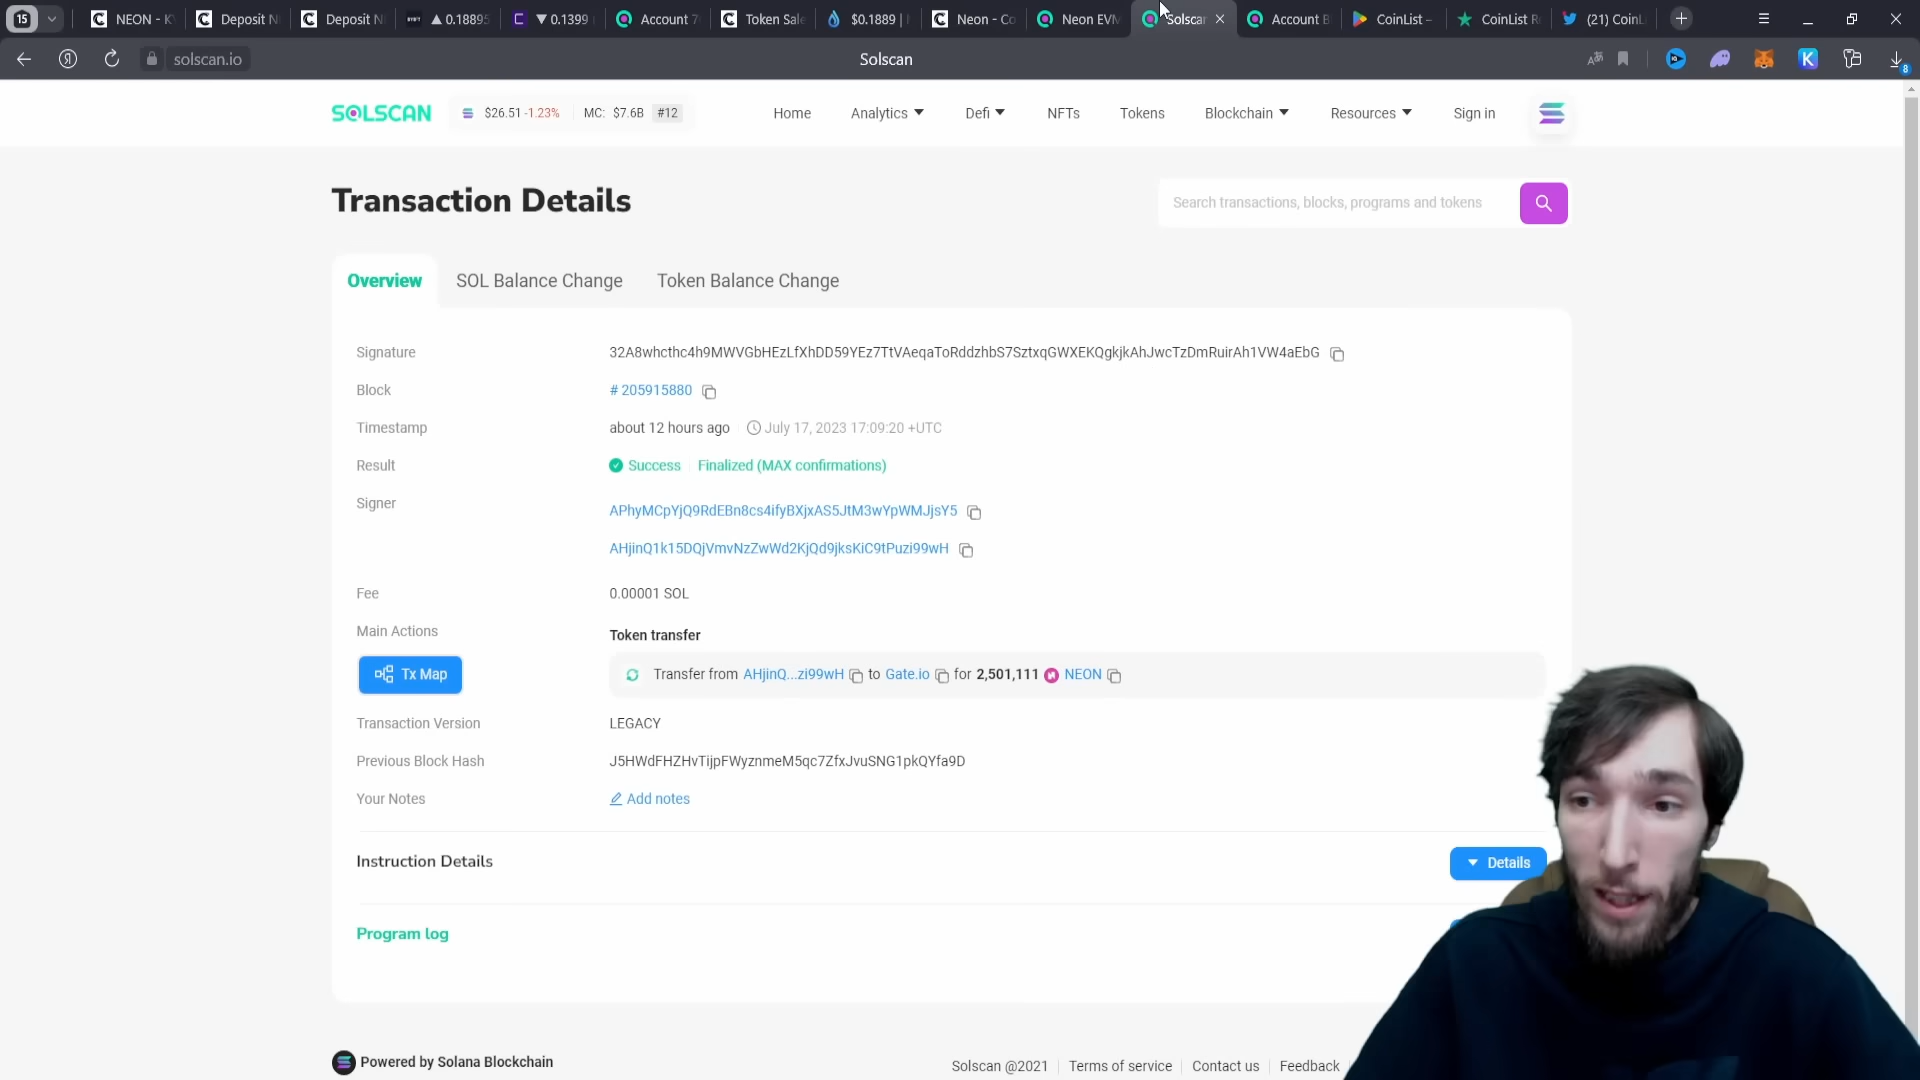 15 NEON - K Deposit N Deposit N 0.1889 0.1399 Account 7 Token Sale $0.1889 | Neon - Co Neon EVM Solscan Account B CoinList – CoinList R (21) CoinL
solscan.io Solscan 8
SOLSCAN $26.51 -1.23% MC: $7.6B #12 Home Analytics Defi NFTs Tokens Blockchain Resources Sign in
Transaction Details Search transactions, blocks, programs and tokens
Overview SOL Balance Change Token Balance Change
Signature 32A8whcthc4h9MWVGbHEzLfXhDD59YEz7TtVAeqaToRddzhbS7SztxqGWXEKQgkjkAhJwcTzDmRuirAh1VW4aEbG
Block # 205915880
Timestamp about 12 hours ago July 17, 2023 17:09:20 +UTC
Result Success Finalized (MAX confirmations)
Signer APhyMCpYjQ9RdEBn8cs4ifyBXjxAS5JtM3wYpWMJjsY5
AHjinQ1k15DQjVmvNzZwWd2KjQd9jksKiC9tPuzi99wH
Fee 0.00001 SOL
Main Actions Token transfer
Tx Map Transfer from AHjinQ...zi99wH to Gate.io for 2,501,111 NEON
Transaction Version LEGACY
Previous Block Hash J5HWdFHZHvTijpFWyznmeM5qc7ZfxJvuSNG1pkQYfa9D
Your Notes Add notes
Instruction Details Details
Program log
Powered by Solana Blockchain Solscan @2021 Terms of service Contact us Feedback